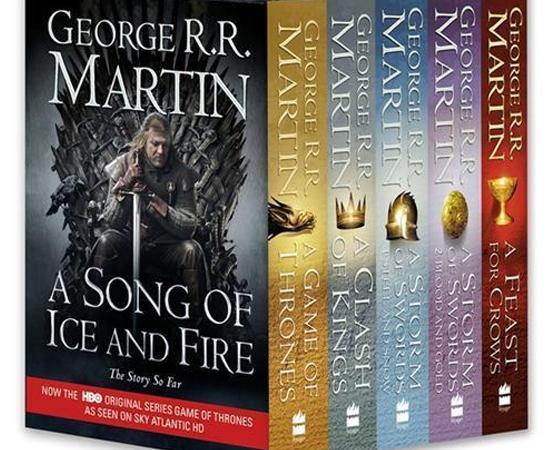 GEORGE R.R.
MARTIN
A SONG OF
ICE AND FIRE
The Story So Far
NOW THE HBO ORIGINAL SERIES GAME OF THRONES
AS SEEN ON SKY ATLANTIC HD
GEORGE R.R.
MARTIN
A GAME OF
THRONES
GEORGE R.R.
MARTIN
A CLASH
OF KINGS
GEORGE R.R.
MARTIN
A STORM
OF SWORDS
1: STEEL AND SNOW
GEORGE R.R.
MARTIN
A STORM
OF SWORDS
2: BLOOD AND GOLD
GEORGE R.R.
MARTIN
A FEAST
FOR CROWS